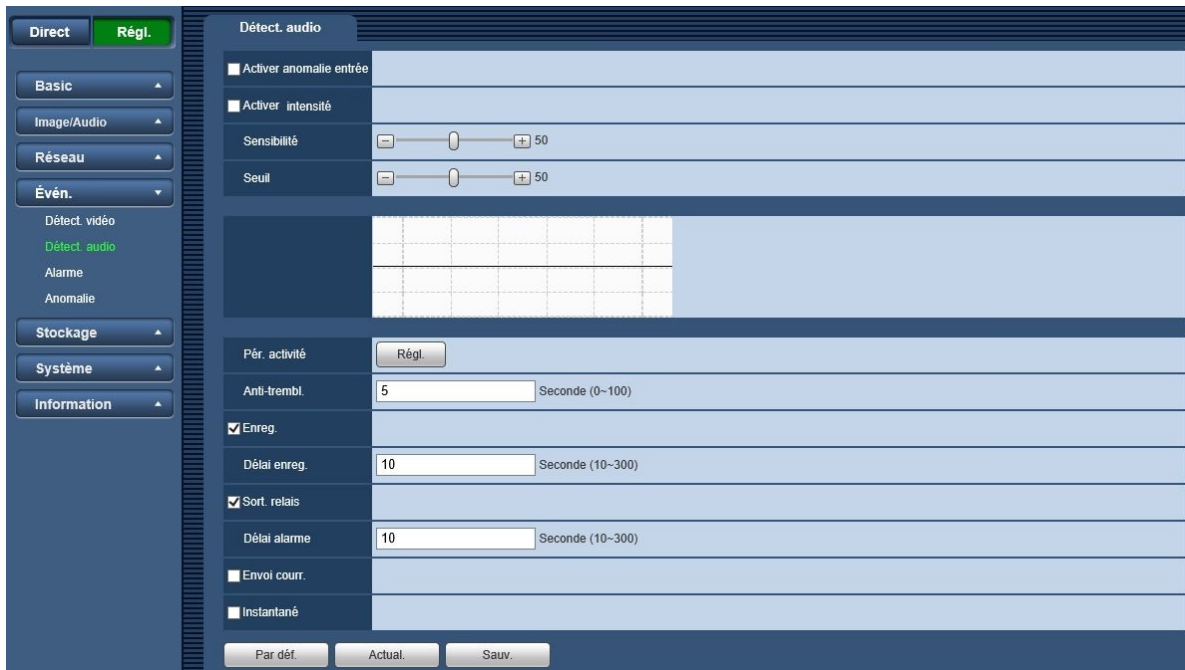 Direct Régl.
Basic
Image/Audio
Réseau
Évén.
Détect. vidéo
Détect. audio
Alarme
Anomalie
Stockage
Système
Information
Détect. audio
Activer anomalie entrée
Activer intensité
Sensibilité 50
Seuil 50
Pér. activité Régl.
Anti-trembl. 5 Seconde (0~100)
Enreg.
Délai enreg. 10 Seconde (10~300)
Sort. relais
Délai alarme 10 Seconde (10~300)
Envoi courr.
Instantané
Par déf. Actual. Sauv.